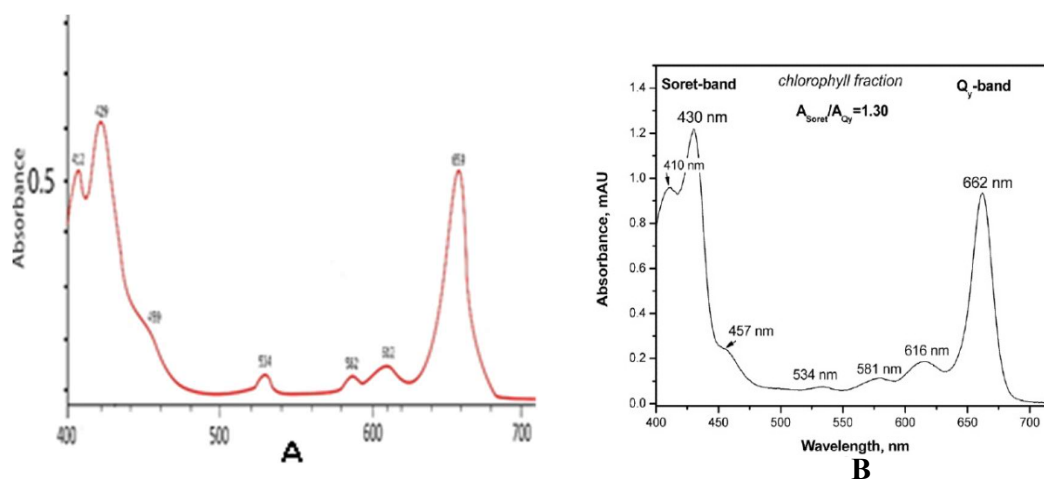 429
659
0.5
534
Absorbance
400
500
600
700
A
1.4
1.2
1.0
0.8
0.6
0.4
0.2
0.0
Absorbance, mAU
Soret-band
chlorophyll fraction
Qy-band
ASoret/AQy=1.30
430 nm
410 nm
662 nm
457 nm
534 nm
581 nm
616 nm
400
450
500
550
600
650
700
Wavelength, nm
B